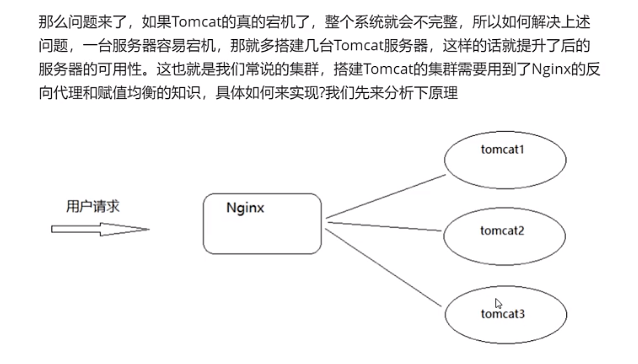 那么问题来了，如果Tomcat的真的宕机了，整个系统就会不完整，所以如何解决上述
问题，一台服务器容易宕机，那就多搭建几台Tomcat服务器，这样的话就提升了后的
服务器的可用性。这也就是我们常说的集群，搭建Tomcat的集群需要用到了Nginx的反
向代理和赋值均衡的知识，具体如何来实现?我们先来分析下原理
tomcat1
用户请求
Nginx
tomcat2
tomcat3